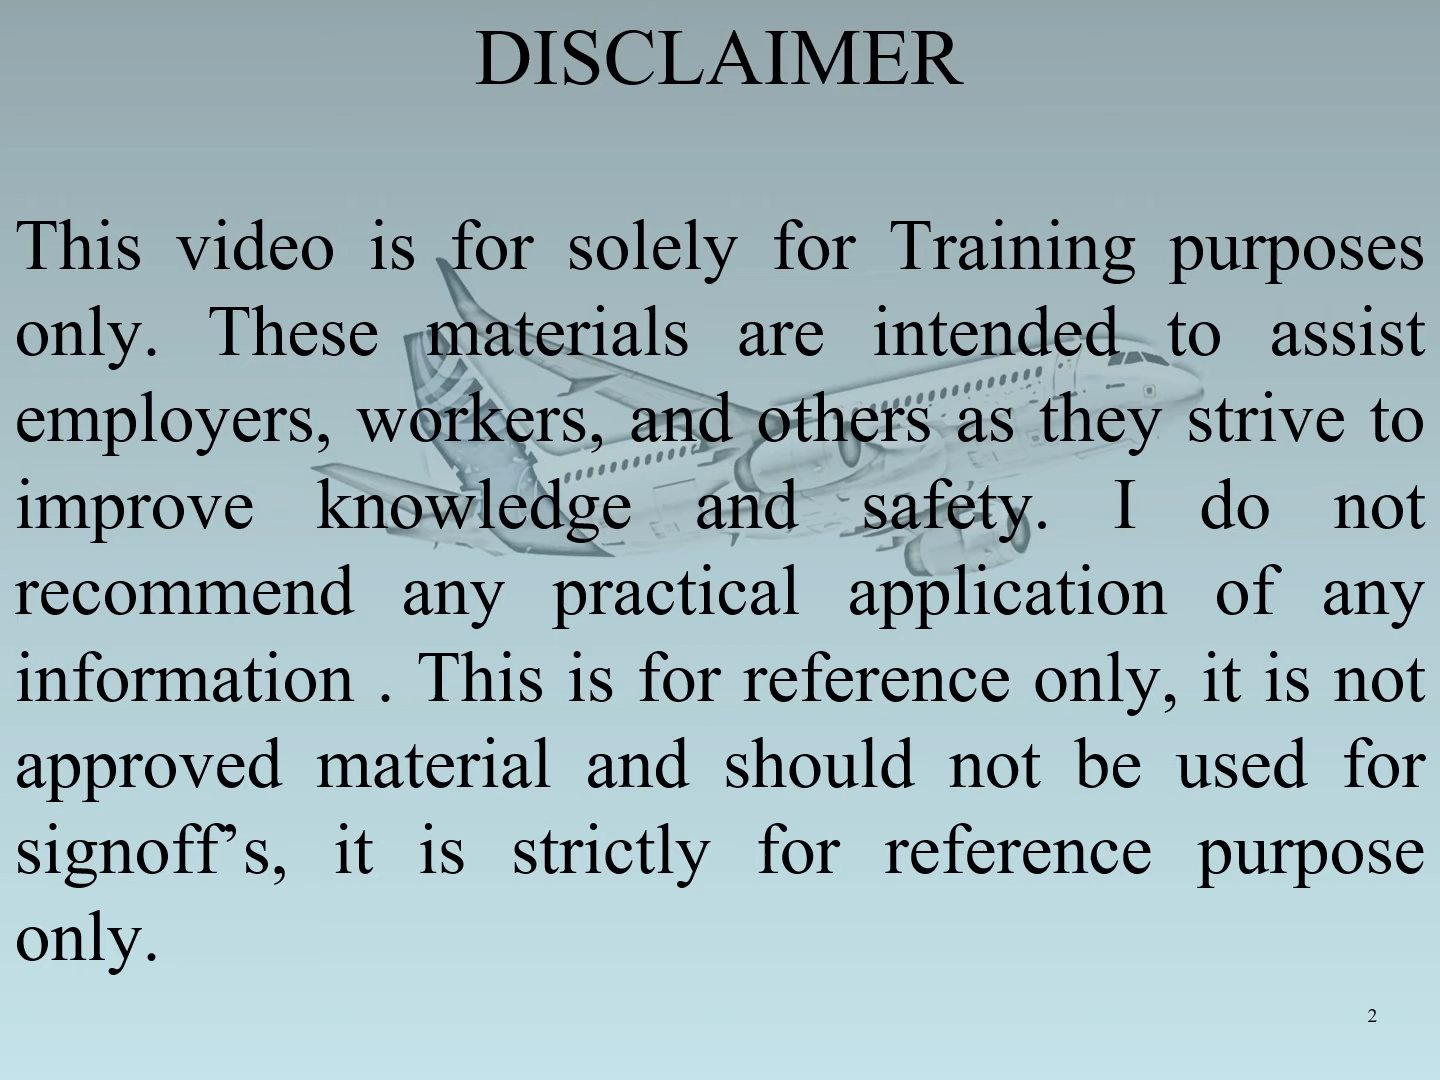 DISCLAIMER
This video is for solely for Training purposes
only. These materials are intended to assist
employers, workers, and others as they strive to
improve knowledge and safety. I do not
recommend any practical application of any
information . This is for reference only, it is not
approved material and should not be used for
signoff’s, it is strictly for reference purpose
only.
2